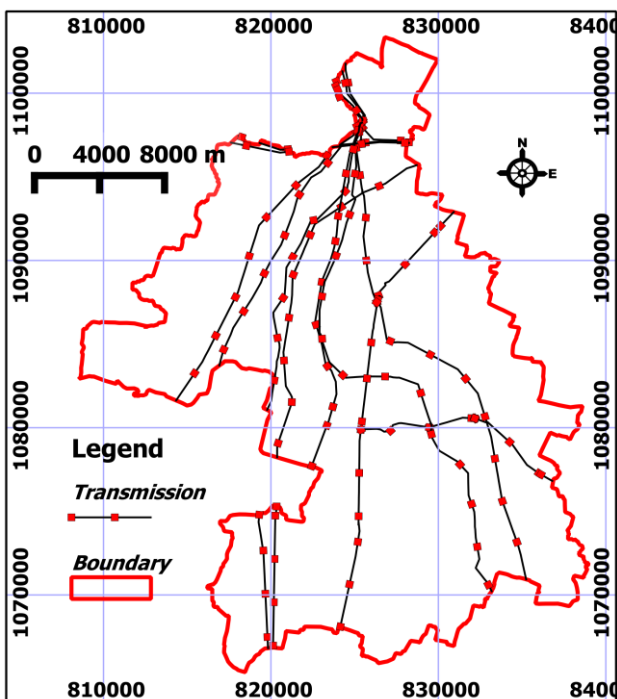 810000 820000 830000 8400
1100000 1100000
N
E
0 4000 8000 m
1090000 1090000
1080000 1080000
Legend
Transmission
Boundary
1070000 1070000
810000 820000 830000 8400